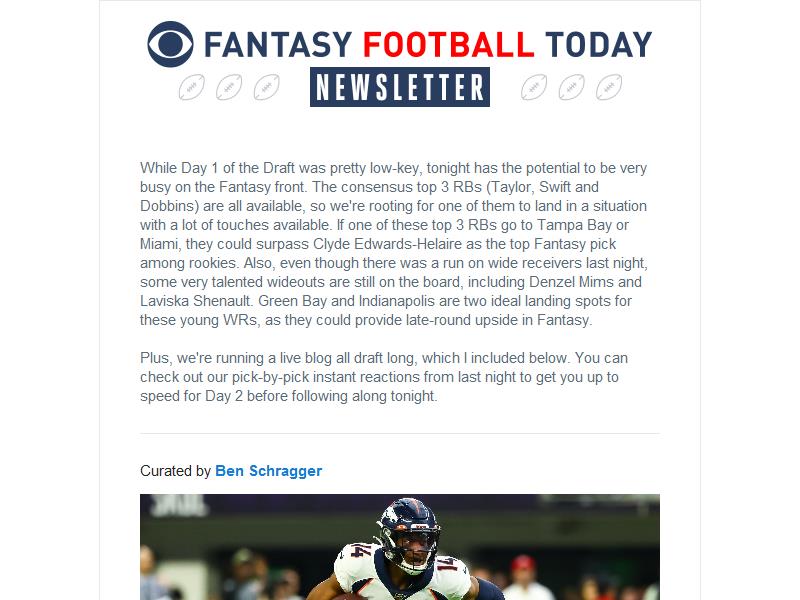 FANTASY FOOTBALL TODAY
NEWSLETTER
While Day 1 of the Draft was pretty low-key, tonight has the potential to be very
busy on the Fantasy front. The consensus top 3 RBs (Taylor, Swift and
Dobbins) are all available, so we're rooting for one of them to land in a situation
with a lot of touches available. If one of these top 3 RBs go to Tampa Bay or
Miami, they could surpass Clyde Edwards-Helaire as the top Fantasy pick
among rookies. Also, even though there was a run on wide receivers last night,
some very talented wideouts are still on the board, including Denzel Mims and
Laviska Shenault. Green Bay and Indianapolis are two ideal landing spots for
these young WRs, as they could provide late-round upside in Fantasy.
Plus, we're running a live blog all draft long, which I included below. You can
check out our pick-by-pick instant reactions from last night to get you up to
speed for Day 2 before following along tonight.
Curated by Ben Schragger
14 14